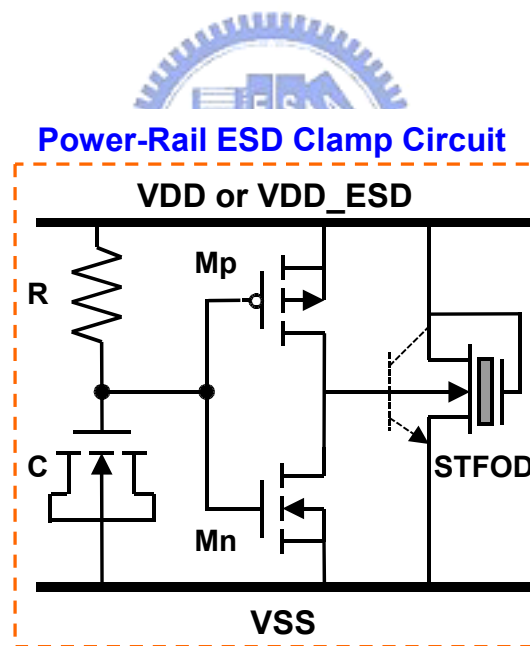 Power-Rail ESD Clamp Circuit
VDD or VDD_ESD
Mp
R
C
STFOD
Mn
VSS